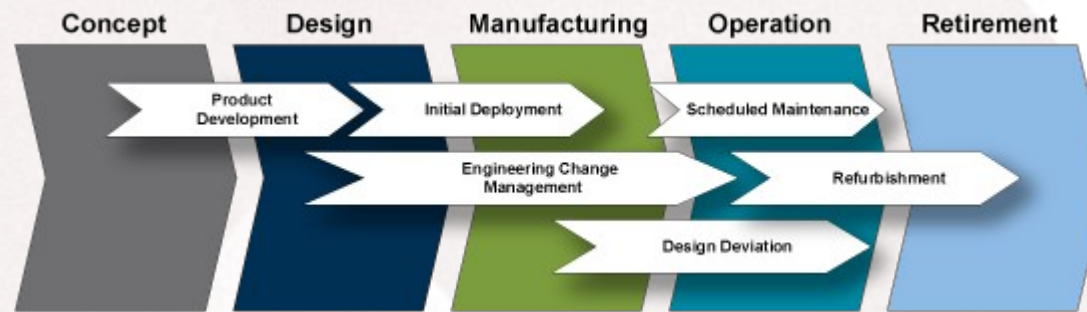 Concept Design Manufacturing Operation Retirement
Product
Development
Initial Deployment
Scheduled Maintenance
Engineering Change
Management
Refurbishment
Design Deviation